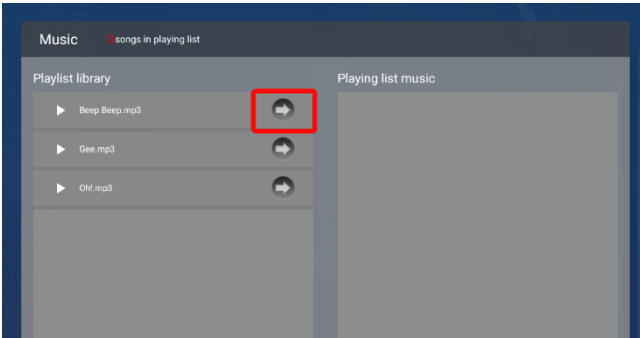 Music
songs in playing list
Playlist library
Playing list music
Beep Beep.mp3
Gee.mp3
Oh!.mp3